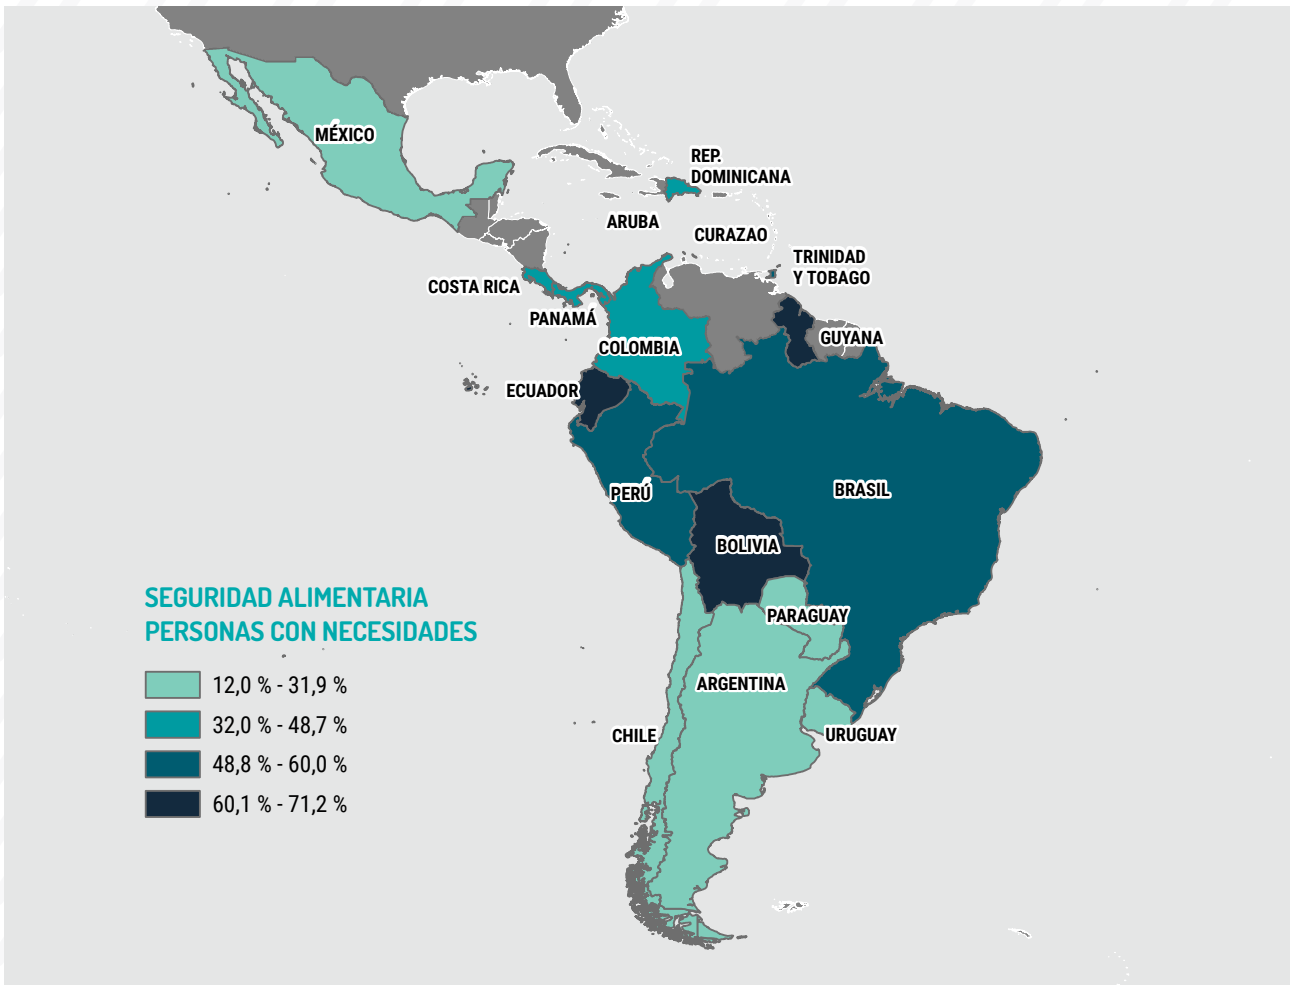 MÉXICO
REP.
DOMINICANA
ARUBA
CURAZAO
TRINIDAD
Y TOBAGO
COSTA RICA
PANAMÁ
GUYANA
COLOMBIA
ECUADOR
PERÚ
BRASIL
BOLIVIA
PARAGUAY
ARGENTINA
CHILE
URUGUAY
SEGURIDAD ALIMENTARIA
PERSONAS CON NECESIDADES
12,0 % - 31,9 %
32,0 % - 48,7 %
48,8 % - 60,0 %
60,1 % - 71,2 %